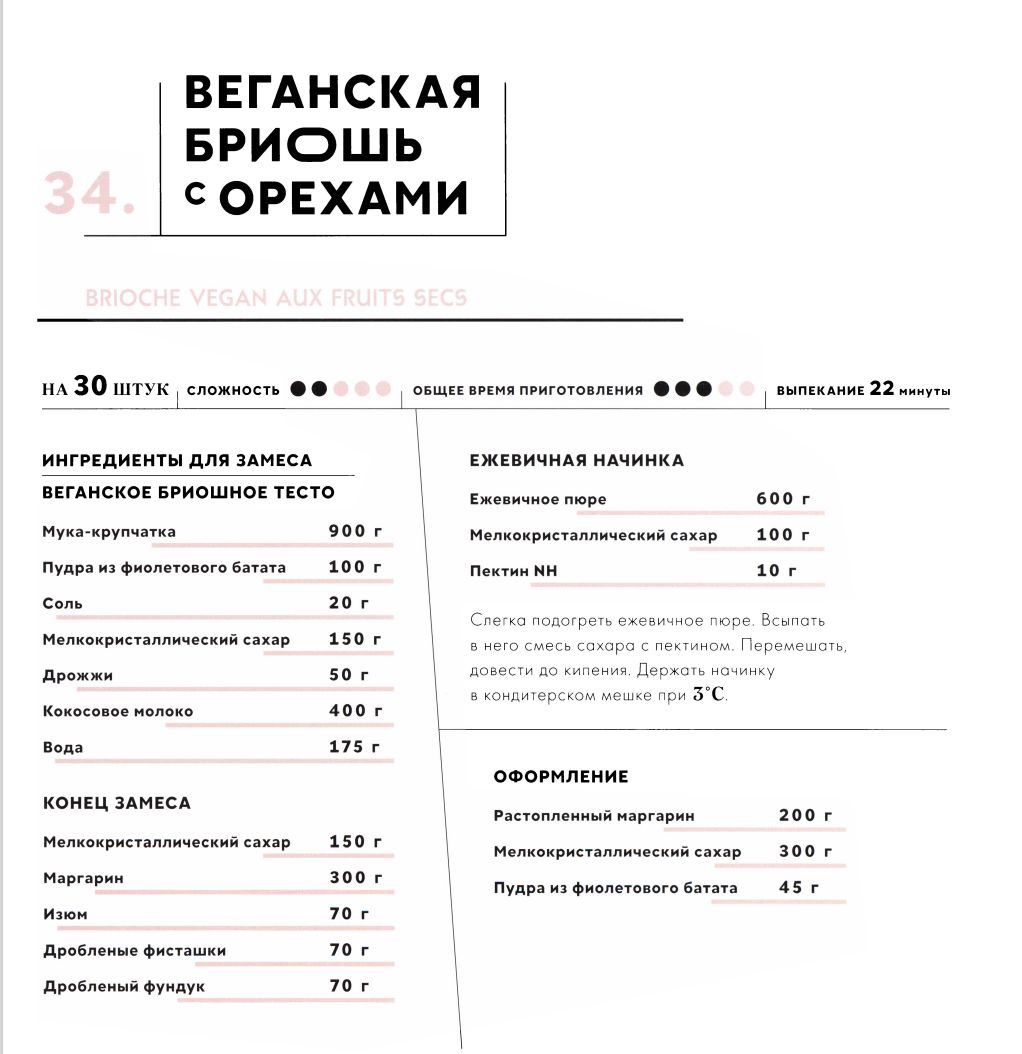 34.
ВЕГАНСКАЯ
БРИОШЬ
С ОРЕХАМИ
BRIOCHE VEGAN AUX FRUITS SECS
НА 30 ШТУК СЛОЖНОСТЬ ОБЩЕЕ ВРЕМЯ ПРИГОТОВЛЕНИЯ ВЫПЕКАНИЕ 22 минуты
ИНГРЕДИЕНТЫ ДЛЯ ЗАМЕСА
ВЕГАНСКОЕ БРИОШНОЕ ТЕСТО
Мука-крупчатка 900 г
Пудра из фиолетового батата 100 г
Соль 20 г
Мелкокристаллический сахар 150 г
Дрожжи 50 г
Кокосовое молоко 400 г
Вода 175 г
КОНЕЦ ЗАМЕСА
Мелкокристаллический сахар 150 г
Маргарин 300 г
Изюм 70 г
Дробленые фисташки 70 г
Дробленый фундук 70 г
ЕЖЕВИЧНАЯ НАЧИНКА
Ежевичное пюре 600 г
Мелкокристаллический сахар 100 г
Пектин NH 10 г
Слегка подогреть ежевичное пюре. Всыпать
в него смесь сахара с пектином. Перемешать,
довести до кипения. Держать начинку
в кондитерском мешке при 3°C.
ОФОРМЛЕНИЕ
Растопленный маргарин 200 г
Мелкокристаллический сахар 300 г
Пудра из фиолетового батата 45 г